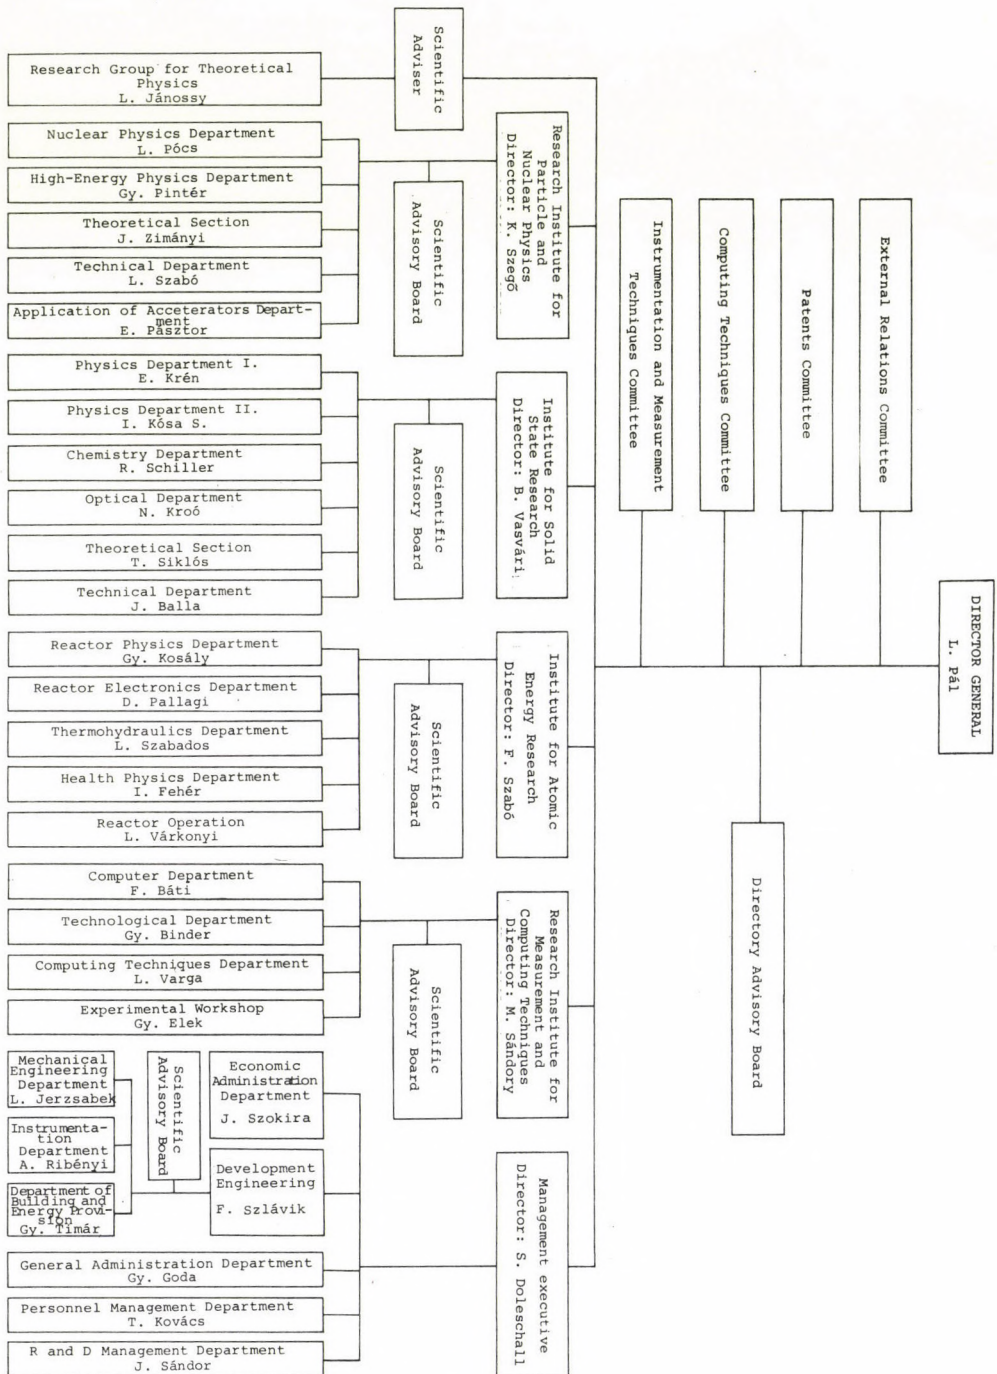 DIRECTOR GENERAL
L. Pál
External Relations Committee
Patents Committee
Computing Techniques Committee
Instrumentation and Measurement
Techniques Committee
Directory Advisory Board
Scientific
Adviser
Research Group for Theoretical
Physics
L. Jánossy
Research Institute for
Particle and
Nuclear Physics
Director: K. Szegő
Scientific
Advisory Board
Nuclear Physics Department
L. Pócs
High-Energy Physics Department
Gy. Pintér
Theoretical Section
J. Zimányi
Technical Department
L. Szabó
Application of Acceterators Depart-
ment
E. Pásztor
Institute for Solid
State Research
Director: B. Vasvári
Scientific
Advisory Board
Physics Department I.
E. Krén
Physics Department II.
I. Kósa S.
Chemistry Department
R. Schiller
Optical Department
N. Kroó
Theoretical Section
T. Siklós
Technical Department
J. Balla
Institute for Atomic
Energy Research
Director: F. Szabó
Scientific
Advisory Board
Reactor Physics Department
Gy. Kosály
Reactor Electronics Department
D. Pallagi
Thermohydraulics Department
L. Szabados
Health Physics Department
I. Fehér
Reactor Operation
L. Várkonyi
Research Institute for
Measurement and
Computing Techniques
Director: M. Sándory
Scientific
Advisory Board
Computer Department
F. Báti
Technological Department
Gy. Binder
Computing Techniques Department
L. Varga
Experimental Workshop
Gy. Elek
Management executive
Director: S. Doleschall
Economic
Administration
Department
J. Szokira
Development
Engineering
F. Szlávik
Scientific
Advisory Board
Mechanical
Engineering
Department
L. Jerzsabek
Instrumenta-
tion
Department
A. Ribényi
Department of
Building and
Energy Provi-
sion
Gy. Timár
General Administration Department
Gy. Goda
Personnel Management Department
T. Kovács
R and D Management Department
J. Sándor